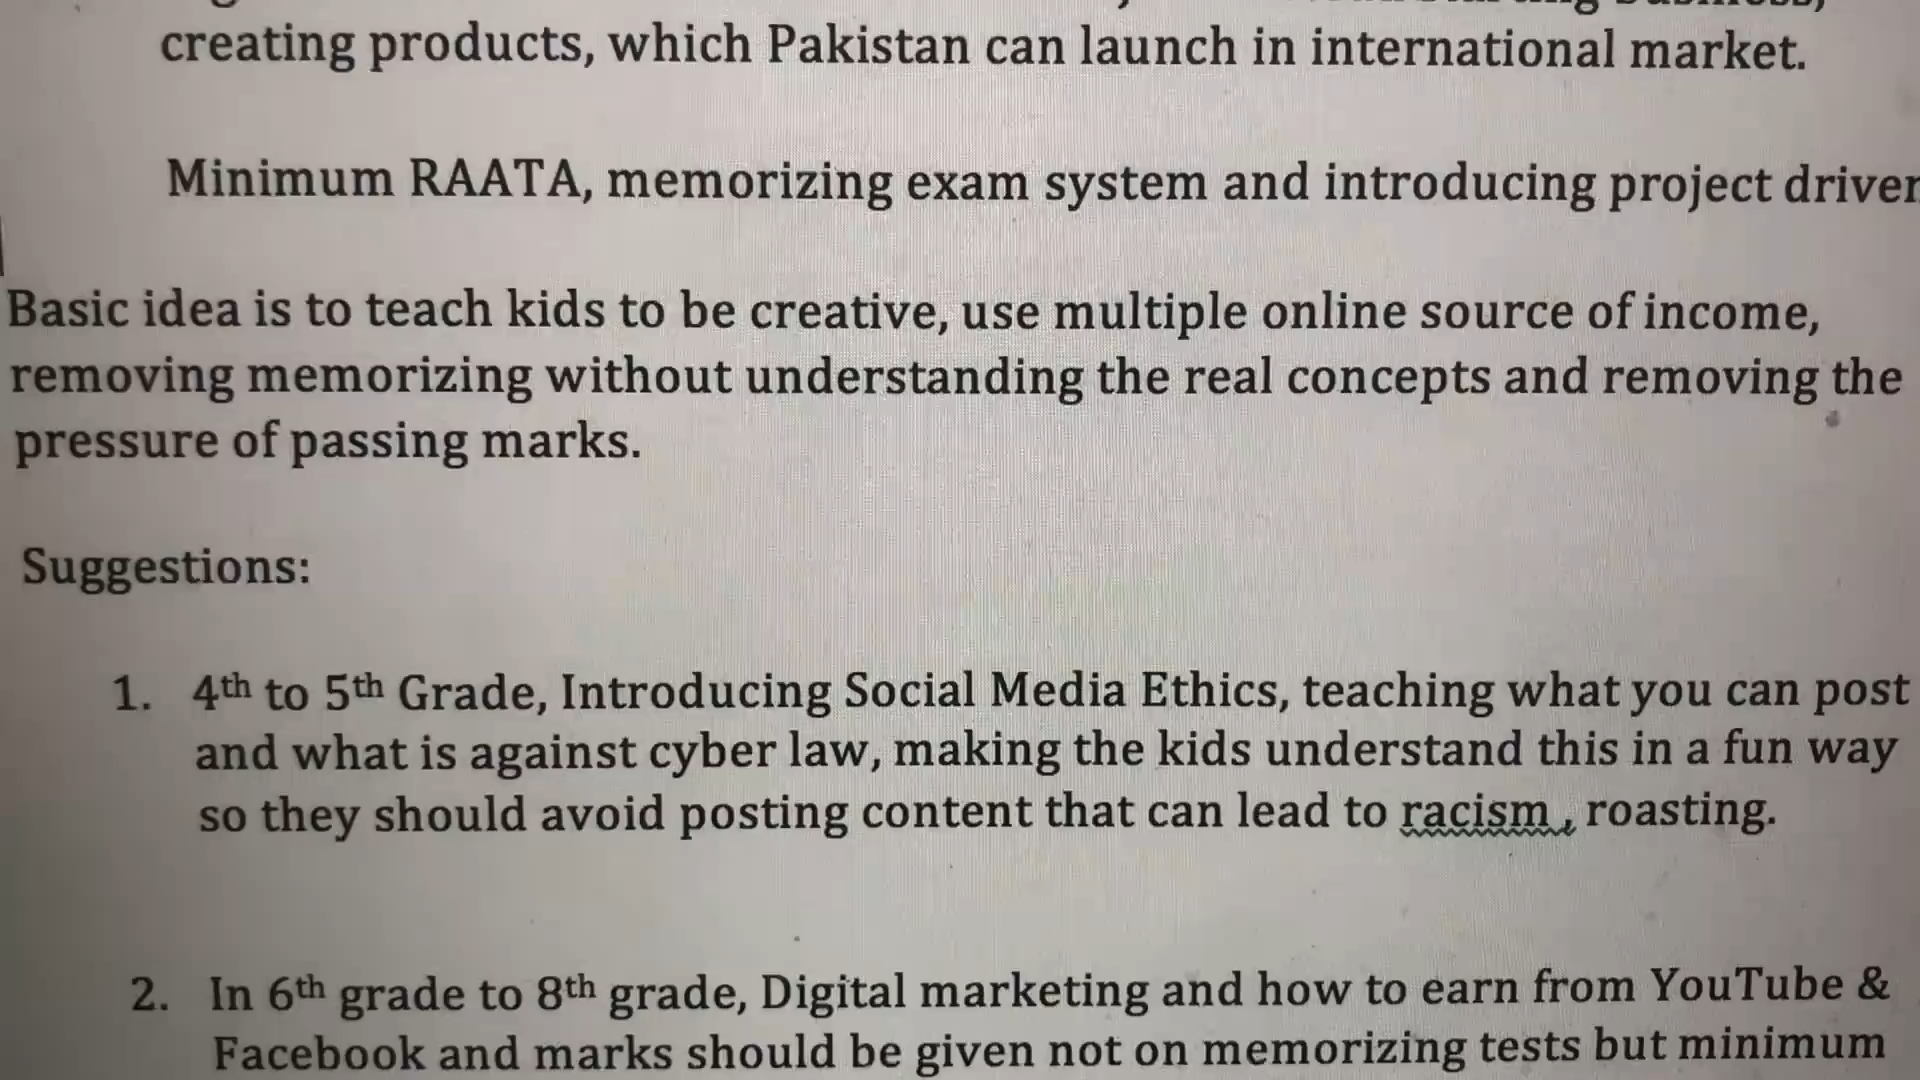 creating products, which Pakistan can launch in international market.
Minimum RAATA, memorizing exam system and introducing project driven
Basic idea is to teach kids to be creative, use multiple online source of income,
removing memorizing without understanding the real concepts and removing the
pressure of passing marks.
Suggestions:
1. 4th to 5th Grade, Introducing Social Media Ethics, teaching what you can post
and what is against cyber law, making the kids understand this in a fun way
so they should avoid posting content that can lead to racism , roasting.
2. In 6th grade to 8th grade, Digital marketing and how to earn from YouTube &
Facebook and marks should be given not on memorizing tests but minimum